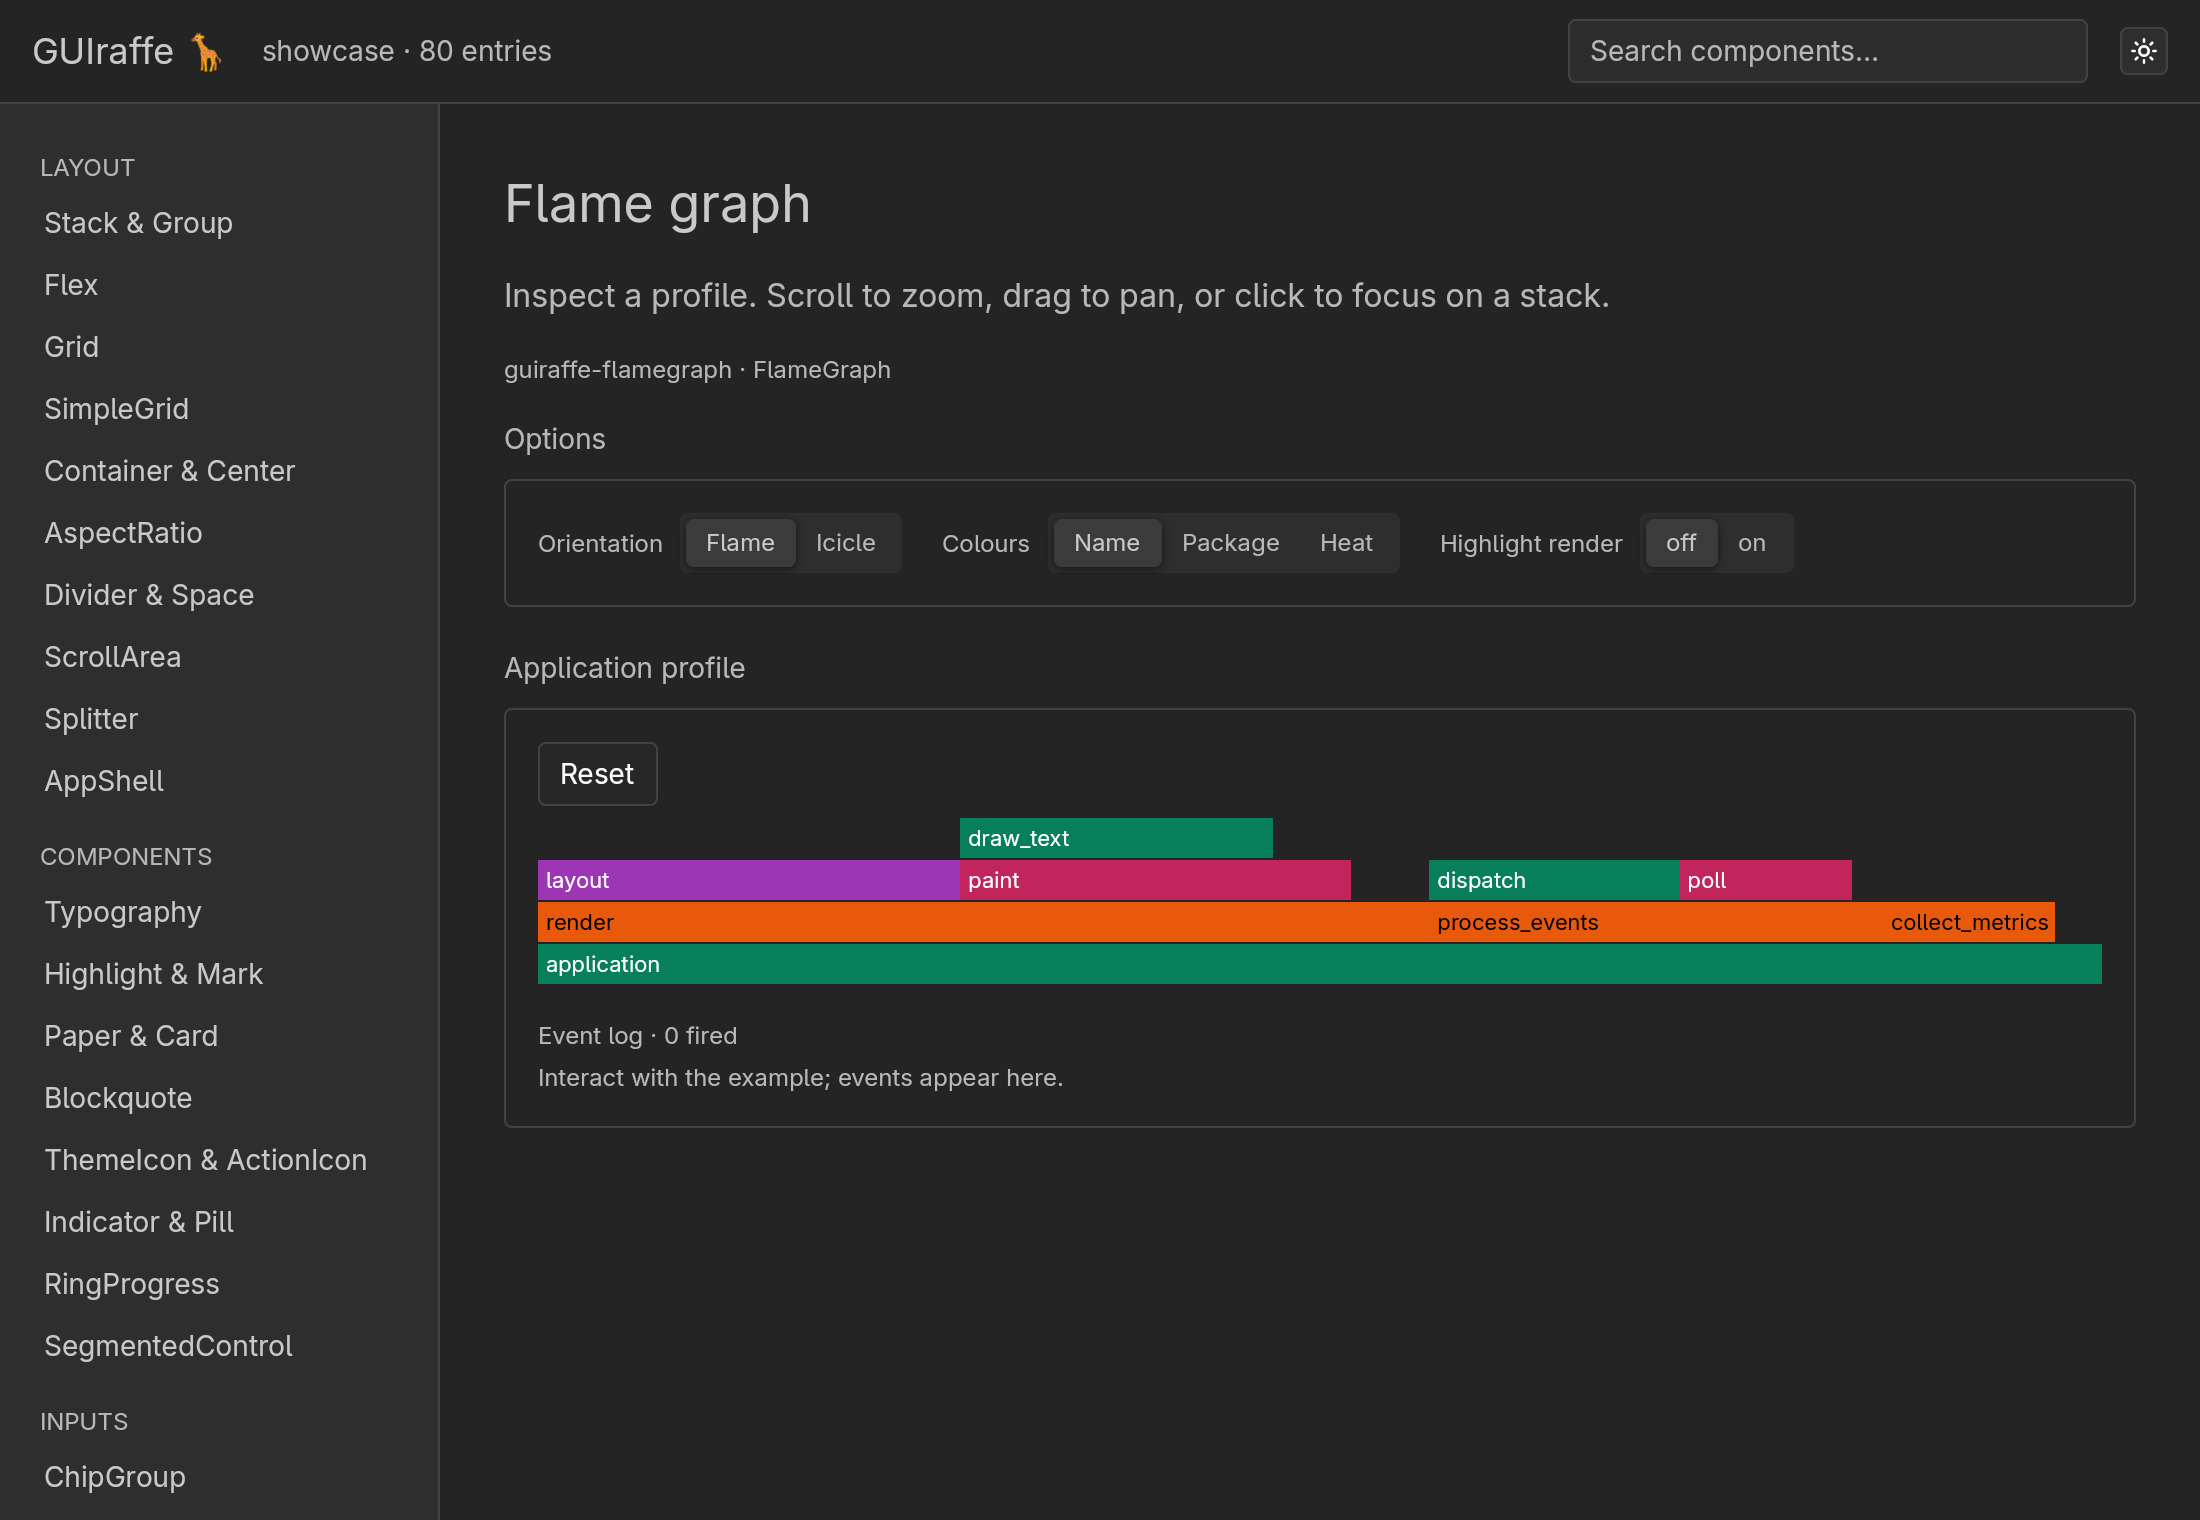 GUIraffe 🦒 showcase · 80 entries
Search components...
LAYOUT
Stack & Group
Flex
Grid
SimpleGrid
Container & Center
AspectRatio
Divider & Space
ScrollArea
Splitter
AppShell
COMPONENTS
Typography
Highlight & Mark
Paper & Card
Blockquote
ThemeIcon & ActionIcon
Indicator & Pill
RingProgress
SegmentedControl
INPUTS
ChipGroup
Flame graph
Inspect a profile. Scroll to zoom, drag to pan, or click to focus on a stack.
guiraffe-flamegraph · FlameGraph
Options
Orientation Flame Icicle Colours Name Package Heat Highlight render off on
Application profile
Reset
draw_text
layout paint dispatch poll
render process_events collect_metrics
application
Event log · 0 fired
Interact with the example; events appear here.